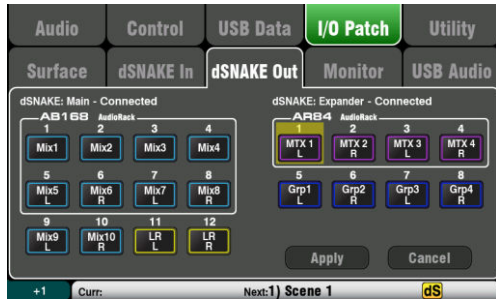 Audio Control USB Data I/O Patch Utility
Surface dSNAKE In dSNAKE Out Monitor USB Audio
dSNAKE: Main - Connected
AB168 AudioRack
1 2 3 4
Mix1 Mix2 Mix3 Mix4
5 6 7 8
Mix5 L Mix6 R Mix7 L Mix8 R
9 10 11 12
Mix9 L Mix10 R LR L LR R
dSNAKE: Expander - Connected
AR84 AudioRack
1 2 3 4
MTX 1 L MTX 2 R MTX 3 L MTX 4 R
5 6 7 8
Grp1 L Grp2 R Grp3 L Grp4 R
Apply Cancel
+1 Curr: Next:1) Scene 1 dS